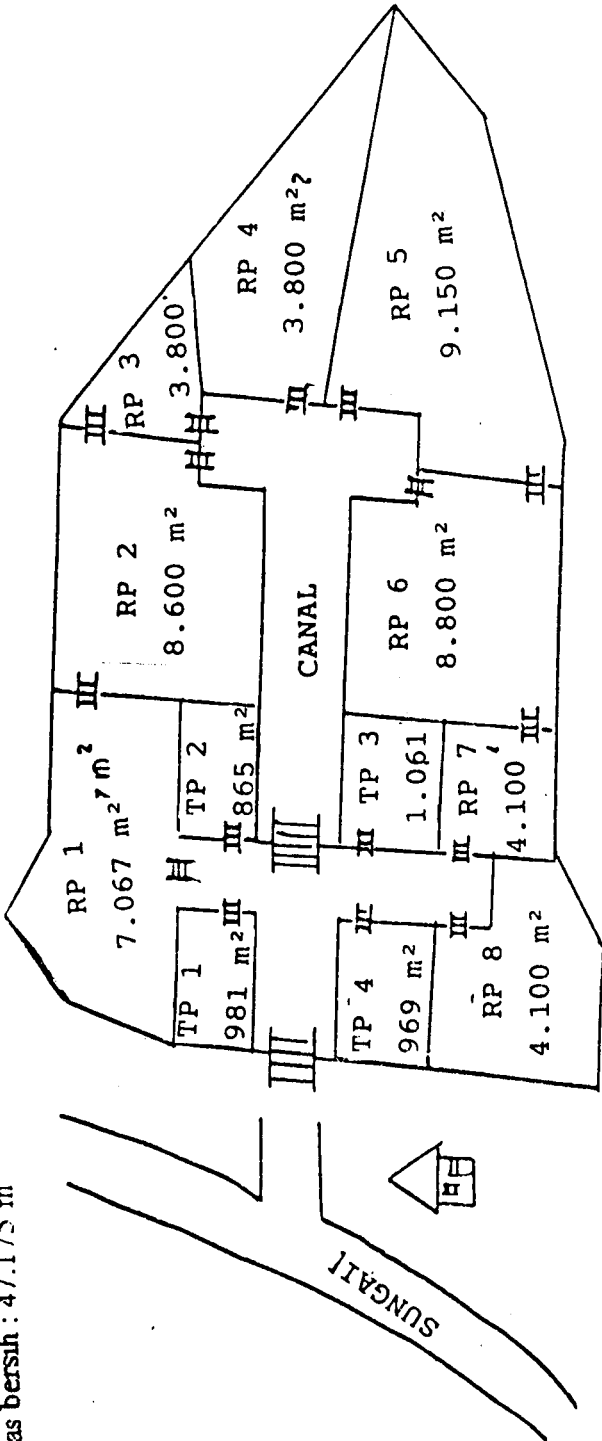 as bersih : 47.175 m
RP 1
7.067 m² 7 m²
RP 2
8.600 m²
RP 3
3.800
RP 4
3.800 m²?
RP 5
9.150 m²
RP 6
8.800 m²
RP 7
4.100
RP 8
4.100 m²
TP 1
981 m²
TP 2
865 m²
TP 3
1.061
TP 4
969 m²
CANAL
SUNGAII